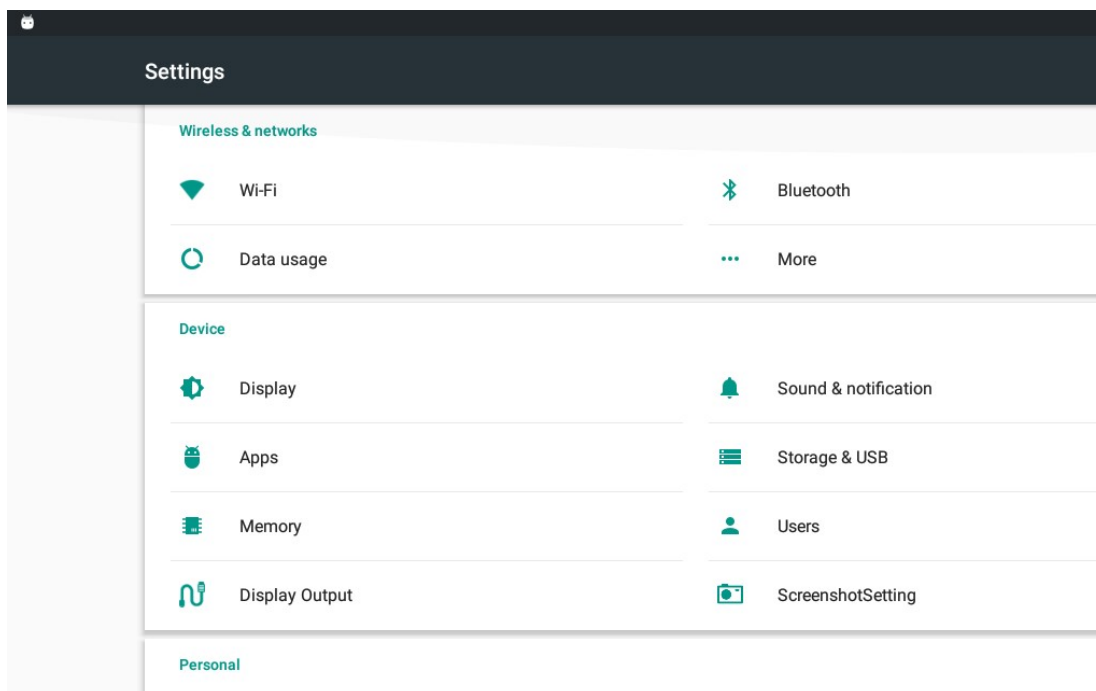 Settings
Wireless & networks
Wi-Fi
Bluetooth
Data usage
More
Device
Display
Sound & notification
Apps
Storage & USB
Memory
Users
Display Output
ScreenshotSetting
Personal